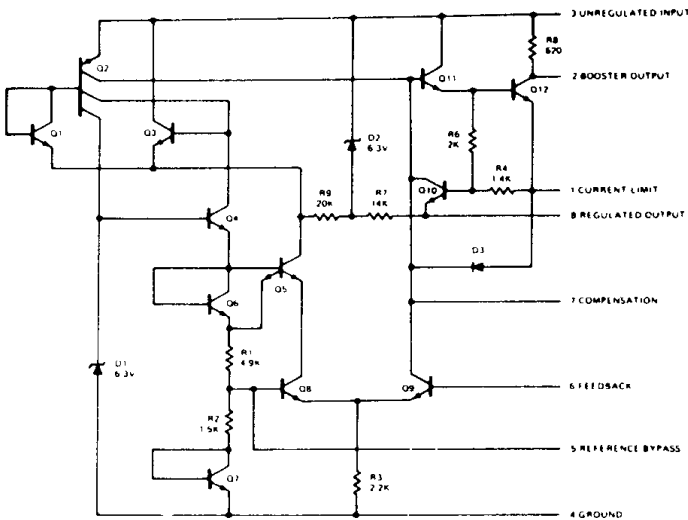 3 UNREGULATED INPUT
R8
620
Q2
Q11
2 BOOSTER OUTPUT
Q12
Q1
Q3
D2
6.3V
R6
2K
R4
1.4K
R9
20K
R7
14K
Q10
1 CURRENT LIMIT
8 REGULATED OUTPUT
Q4
D3
Q5
Q6
7 COMPENSATION
D1
6.3V
R1
4.9K
Q8
Q9
6 FEEDBACK
R2
1.5K
5 REFERENCE BYPASS
Q7
R3
2.2K
4 GROUND